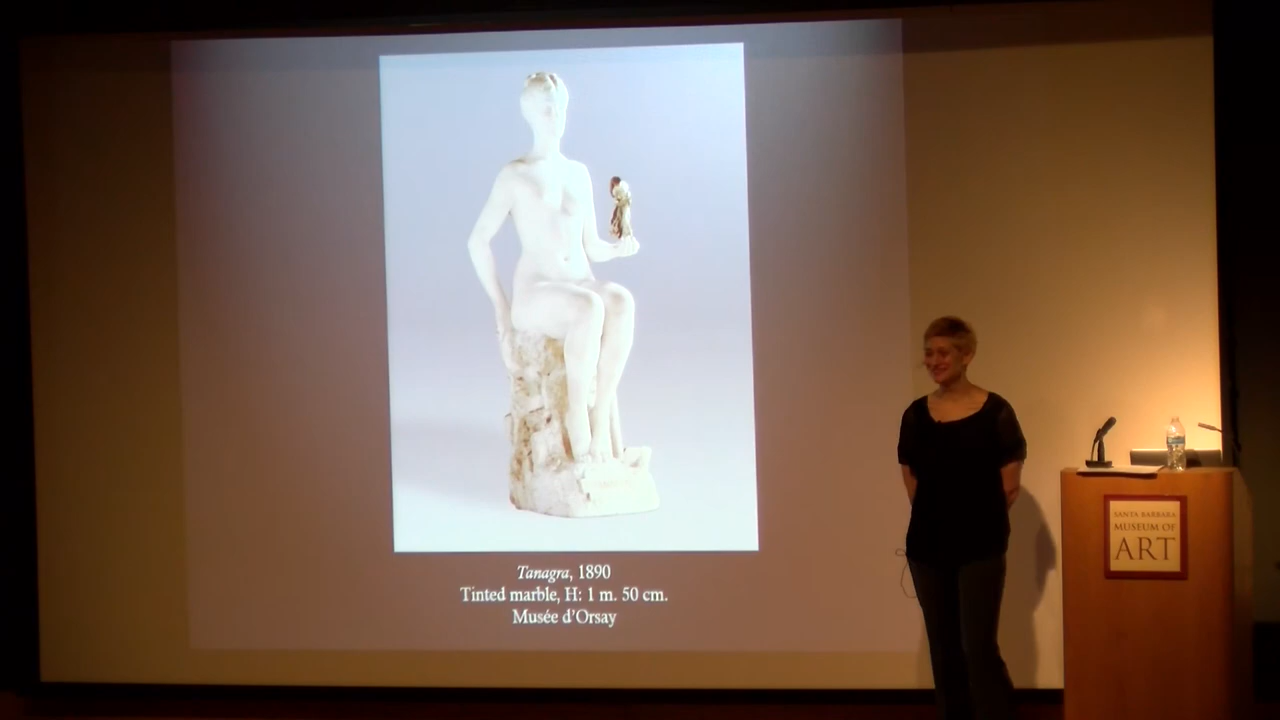 Tanagra, 1890
Tinted marble, H: 1 m. 50 cm.
Musée d'Orsay
SANTA BARBARA
MUSEUM OF
ART